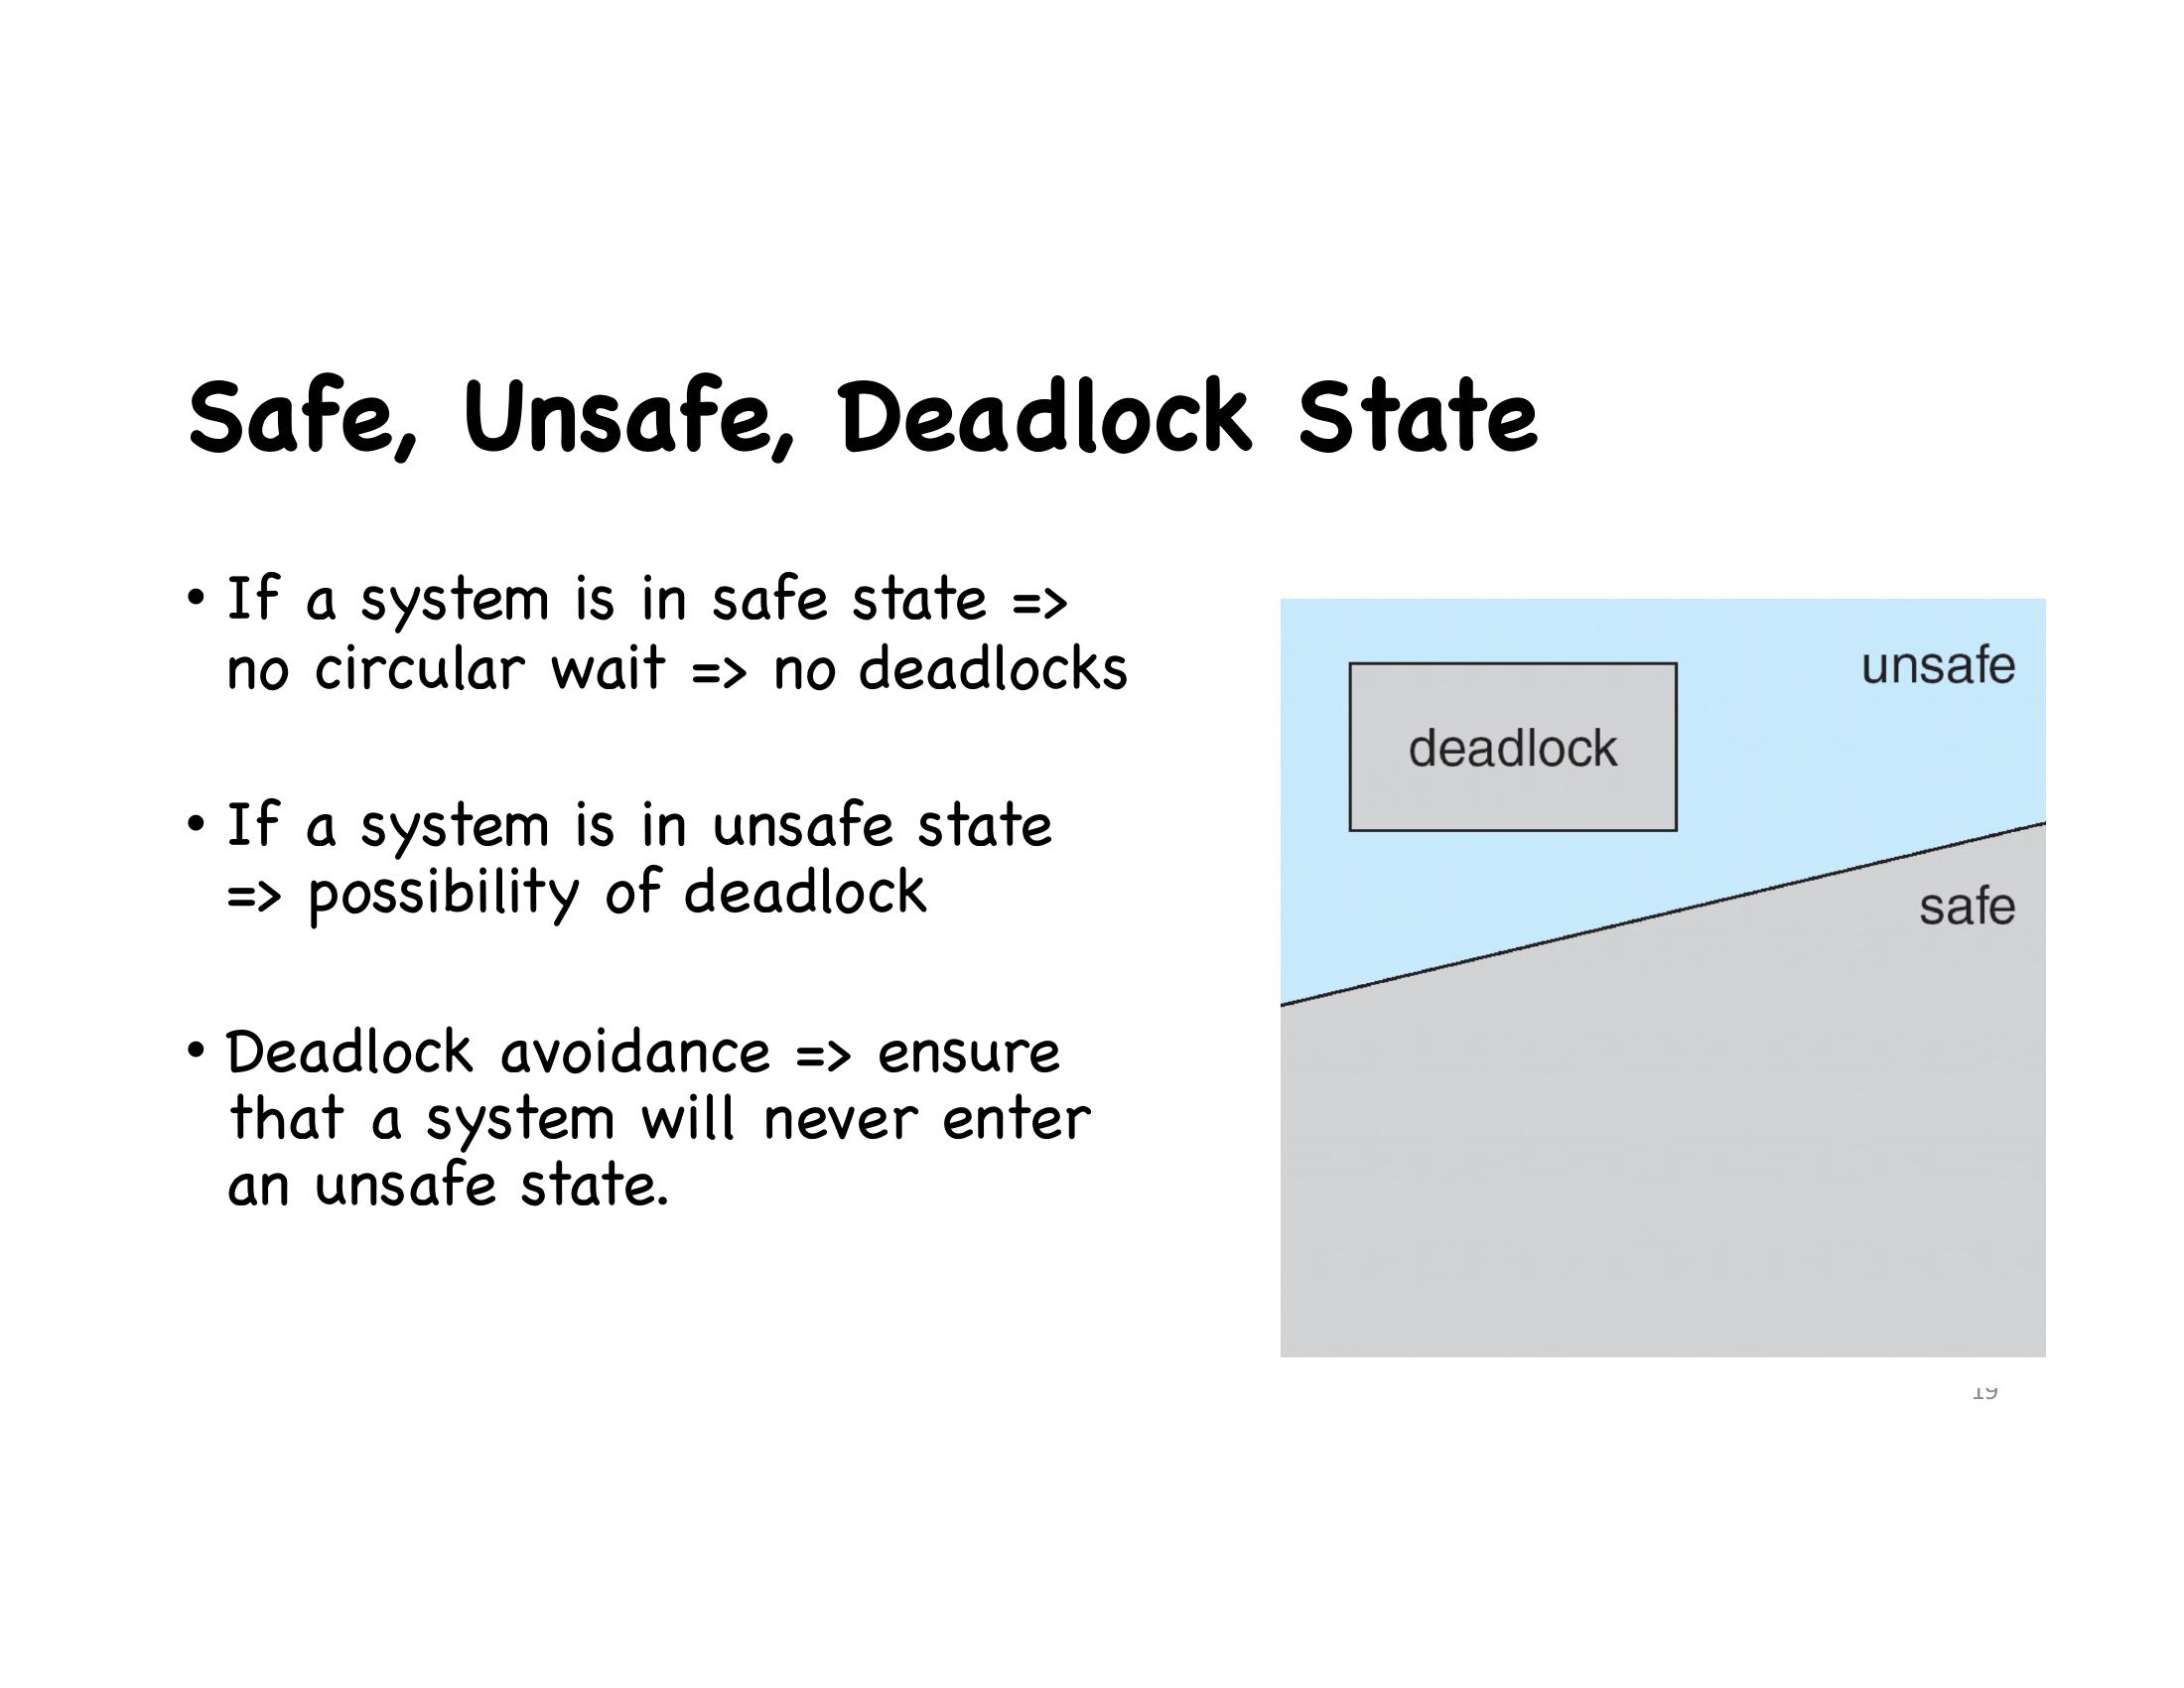 Safe, Unsafe, Deadlock State
• If a system is in safe state =>
no circular wait => no deadlocks
• If a system is in unsafe state
=> possibility of deadlock
• Deadlock avoidance => ensure
that a system will never enter
an unsafe state.
unsafe
deadlock
safe
19